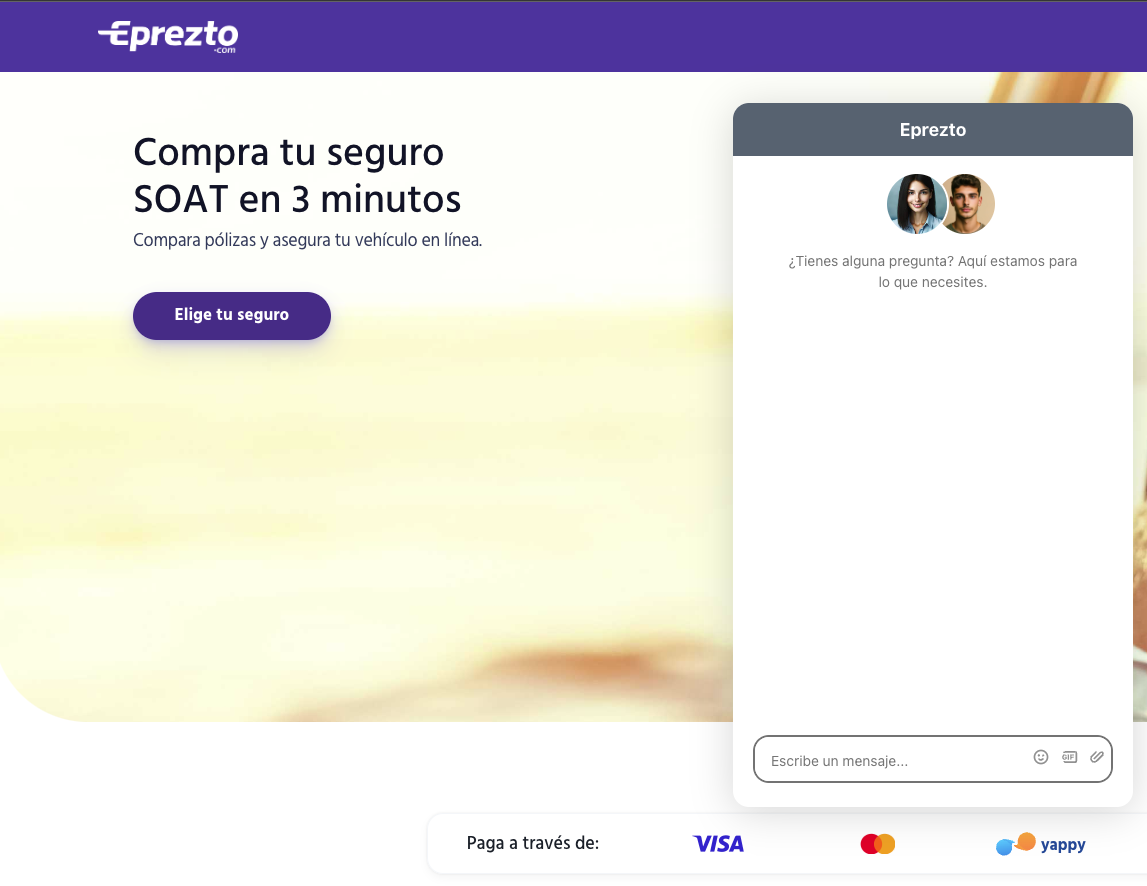 Eprezto
.com
Compra tu seguro
SOAT en 3 minutos
Compara pólizas y asegura tu vehículo en línea.
Elige tu seguro
Eprezto
¿Tienes alguna pregunta? Aquí estamos para
lo que necesites.
Escribe un mensaje...
GIF
Paga a través de:
VISA
yappy